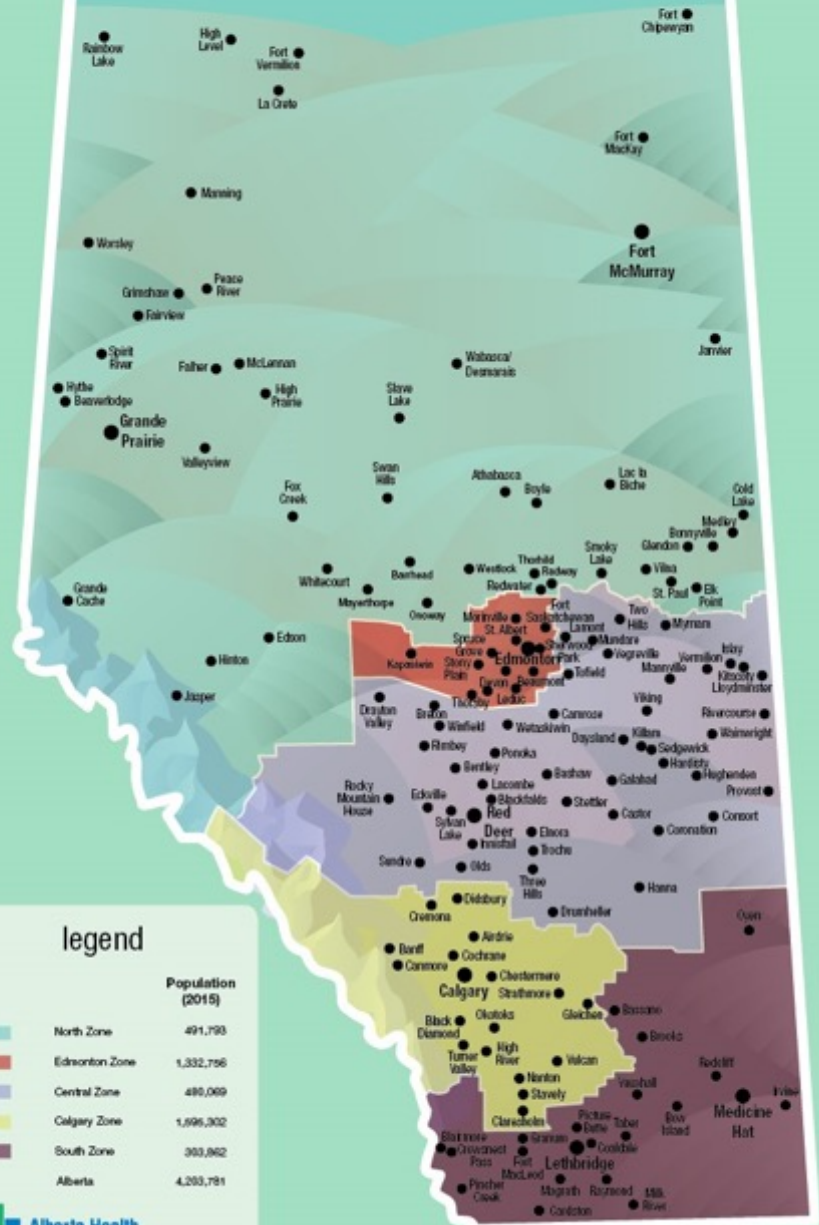 Fort
Chipewyan
Rainbow
Lake
High
Level
Fort
Vermilion
La Crete
Fort
MacKay
Manning
Worsley
Fort
McMurray
Grimshaw
Peace
River
Fairview
Spirit
River
Falher
McLennan
Wabasca/
Desmarais
Janvier
Hythe
Beaverlodge
High
Prairie
Slave
Lake
Grande
Prairie
Valleyview
Swan
Hills
Fox
Creek
Athabasca
Boyle
Lac la
Biche
Cold
Lake
Medley
Bonnyville
Glendon
Whitecourt
Barrhead
Westlock
Thorhild
Radway
Smoky
Lake
Vilna
St. Paul
Elk
Point
Grande
Cache
Mayerthorpe
Onoway
Redwater
Edson
Hinton
Jasper
Morinville
Fort
Saskatchewan
St. Albert
Lamont
Two
Hills
Myrnam
Spruce
Grove
Stony
Plain
Edmonton
Sherwood
Park
Mundare
Vegreville
Mannville
Vermilion
Islay
Kitscoty
Lloydminster
Devon
Beaumont
Tofield
Thorsby
Leduc
Drayton
Valley
Breton
Winfield
Wetaskiwin
Camrose
Viking
Rivercourse
Daysland
Killam
Wainwright
Sedgewick
Hardisty
Hughenden
Provost
Rimbey
Ponoka
Bentley
Bashaw
Galahad
Rocky
Mountain
House
Eckville
Lacombe
Blackfalds
Stettler
Castor
Consort
Coronation
Sylvan
Lake
Red
Deer
Elnora
Innisfail
Trochu
Sundre
Olds
Three
Hills
Hanna
Didsbury
Cremona
Drumheller
Oyen
Airdrie
Banff
Cochrane
Canmore
Calgary
Chestermere
Strathmore
Gleichen
Bassano
Brooks
Black
Diamond
Okotoks
Turner
Valley
High
River
Vulcan
Nanton
Stavely
Claresholm
Vauxhall
Redcliff
Medicine
Hat
Irvine
Bow
Island
Picture
Butte
Taber
Blairmore
Crowsnest
Pass
Granum
Fort
MacLeod
Coaldale
Lethbridge
Pincher
Creek
Magrath
Raymond
Milk
River
Cardston
legend
Population
(2015)
North Zone 491,793
Edmonton Zone 1,332,756
Central Zone 480,069
Calgary Zone 1,595,302
South Zone 303,862
Alberta 4,203,781
Alberta Health